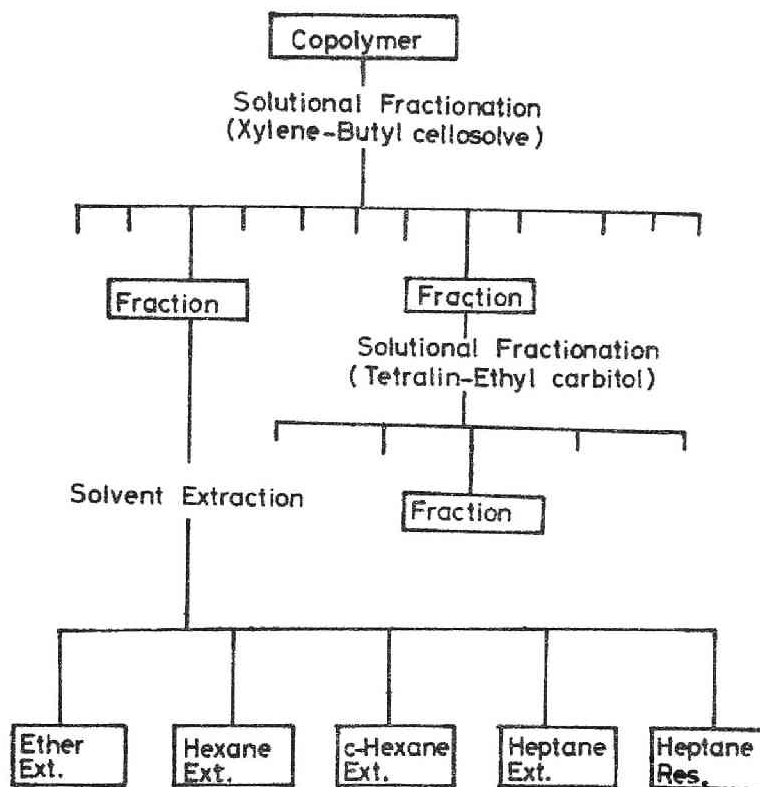 Copolymer
Solutional Fractionation
(Xylene-Butyl cellosolve)
Fraction
Fraction
Solutional Fractionation
(Tetralin-Ethyl carbitol)
Solvent Extraction
Fraction
Ether
Ext.
Hexane
Ext.
c-Hexane
Ext.
Heptane
Ext.
Heptane
Res.